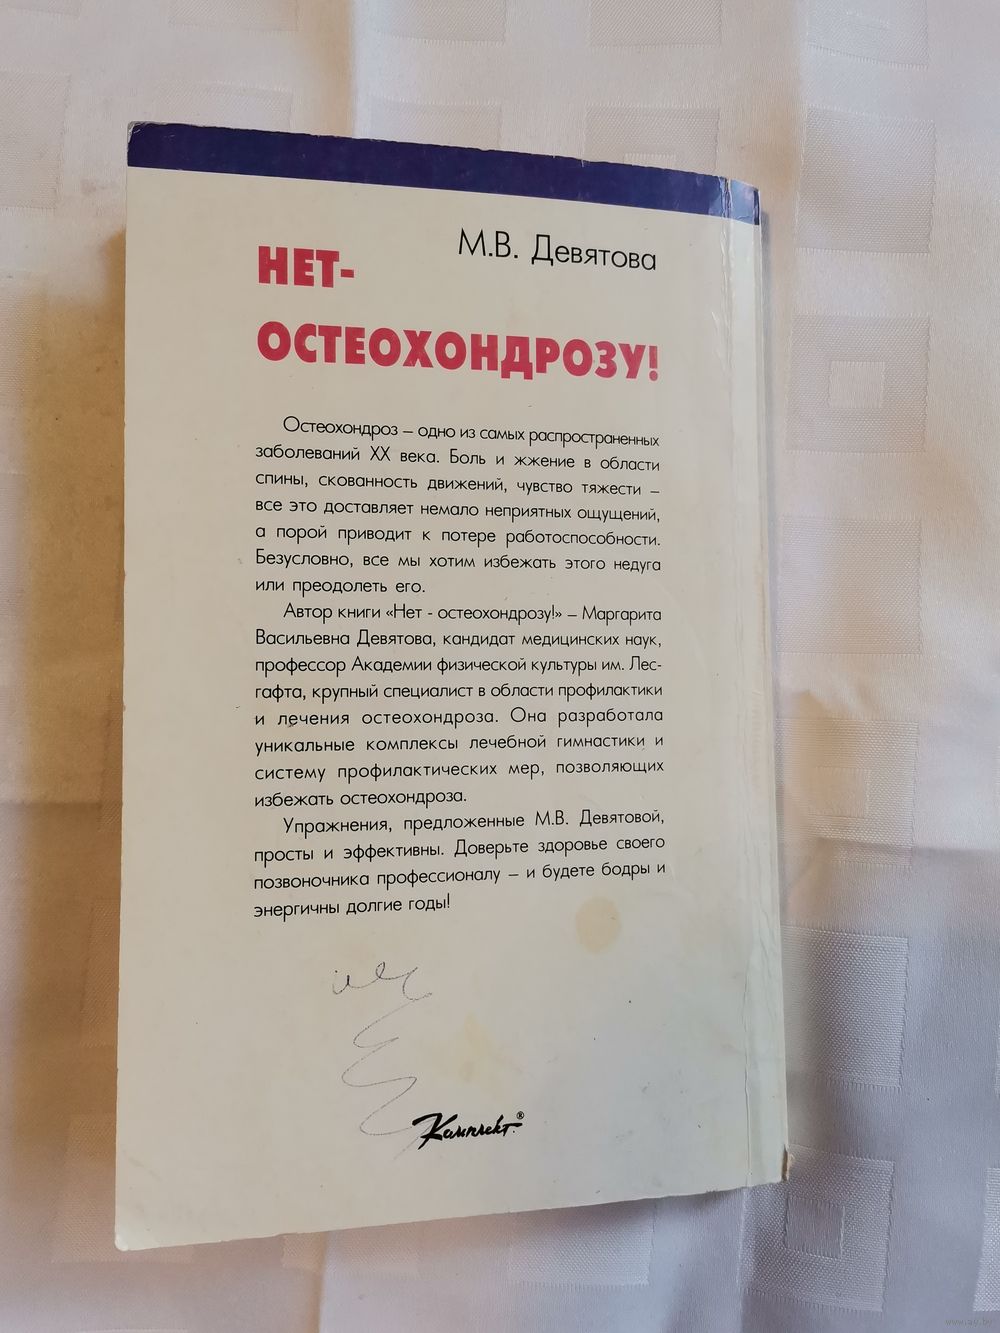 М.В. Девятова
НЕТ-
ОСТЕОХОНДРОЗУ!
Остеохондроз – одно из самых распространенных
заболеваний XX века. Боль и жжение в области
спины, скованность движений, чувство тяжести –
все это доставляет немало неприятных ощущений,
а порой приводит к потере работоспособности.
Безусловно, все мы хотим избежать этого недуга
или преодолеть его.
Автор книги «Нет - остеохондрозу!» – Маргарита
Васильевна Девятова, кандидат медицинских наук,
профессор Академии физической культуры им. Лес-
гафта, крупный специалист в области профилактики
и лечения остеохондроза. Она разработала
уникальные комплексы лечебной гимнастики и
систему профилактических мер, позволяющих
избежать остеохондроза.
Упражнения, предложенные М.В. Девятовой,
просты и эффективны. Доверьте здоровье своего
позвоночника профессионалу – и будете бодры и
энергичны долгие годы!
Комплект.®
www.ay.by